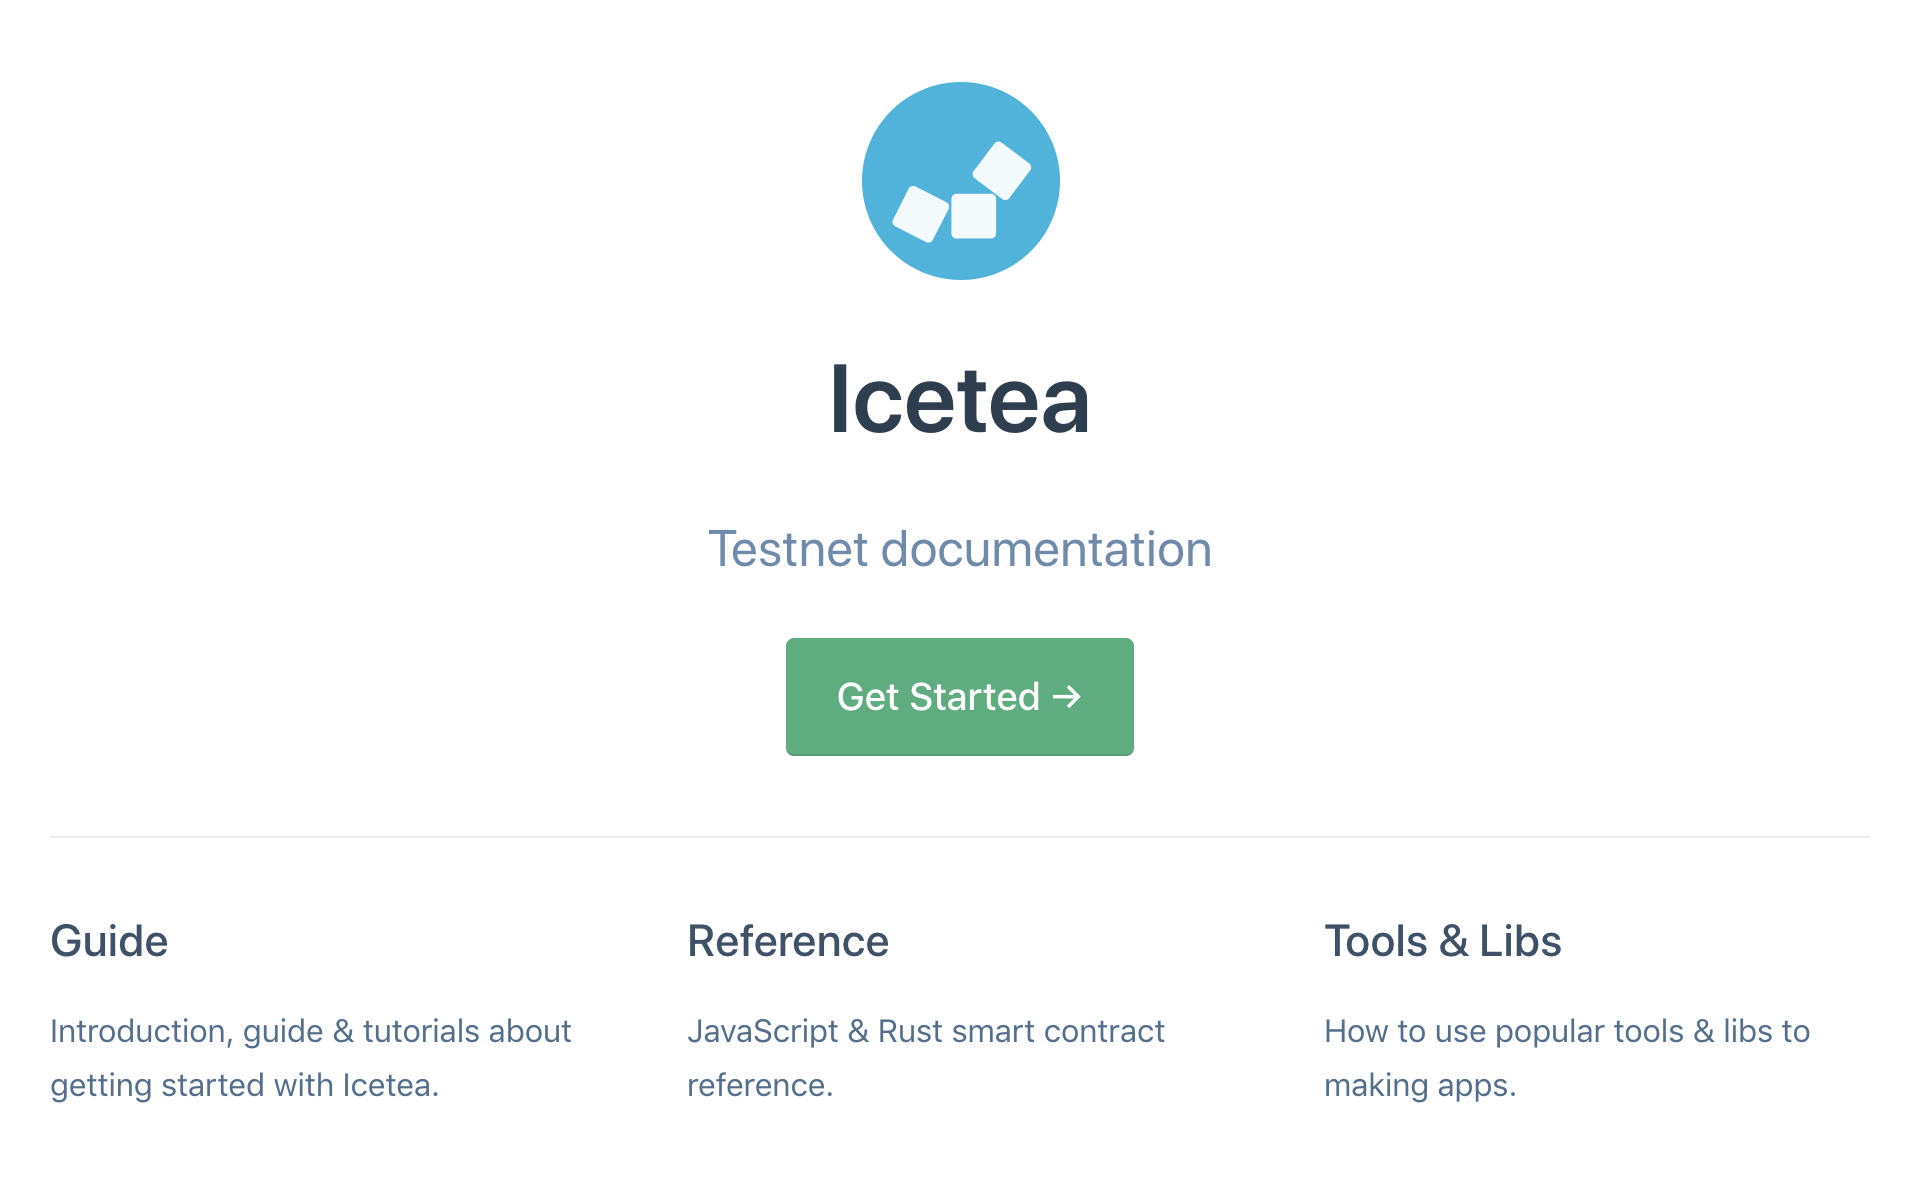 Icetea
Testnet documentation
Get Started →
Guide
Introduction, guide & tutorials about
getting started with Icetea.
Reference
JavaScript & Rust smart contract
reference.
Tools & Libs
How to use popular tools & libs to
making apps.